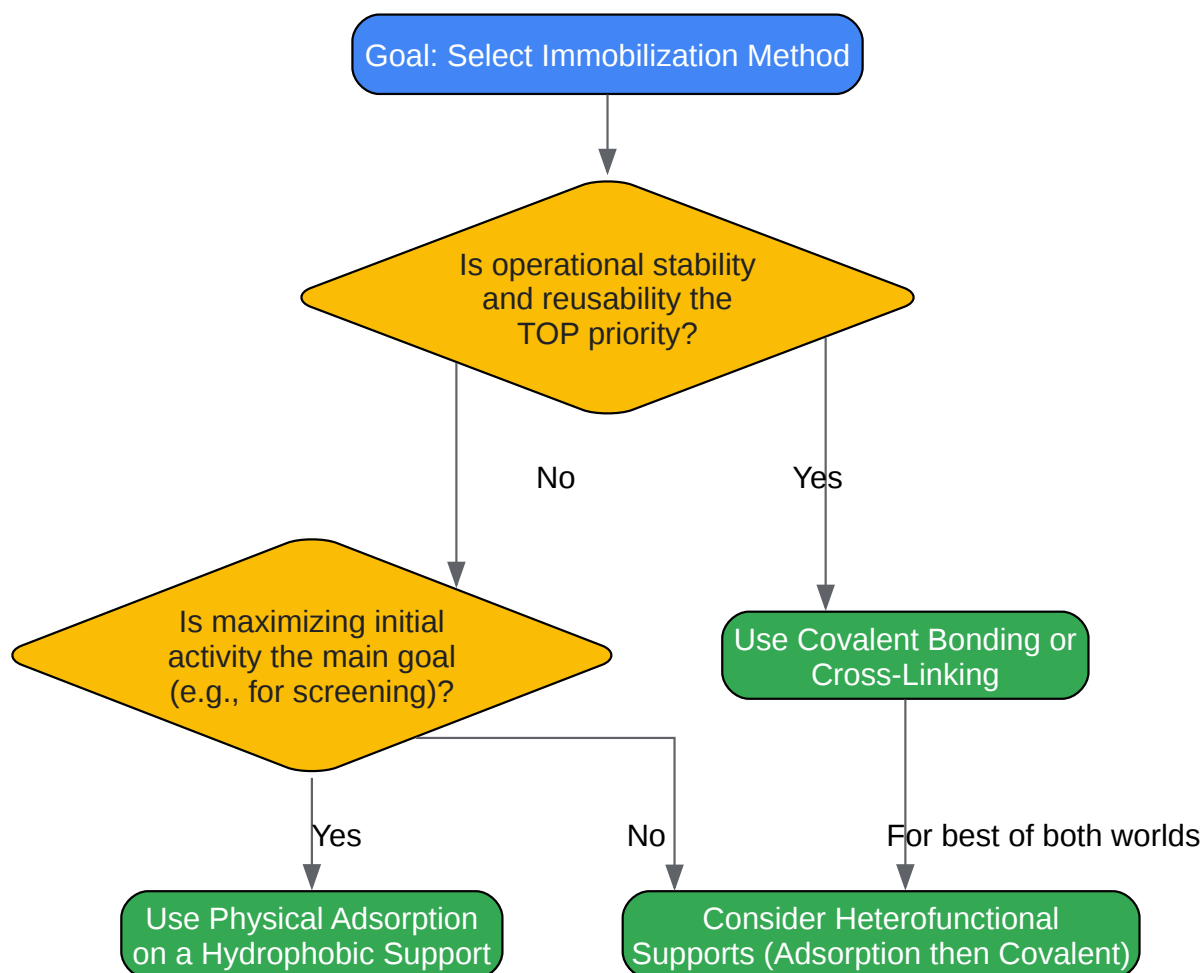 Goal: Select Immobilization Method
Is operational stability
and reusability the
TOP priority?
No
Yes
Is maximizing initial
activity the main goal
(e.g., for screening)?
Use Covalent Bonding or
Cross-Linking
Yes
No
For best of both worlds
Use Physical Adsorption
on a Hydrophobic Support
Consider Heterofunctional
Supports (Adsorption then Covalent)